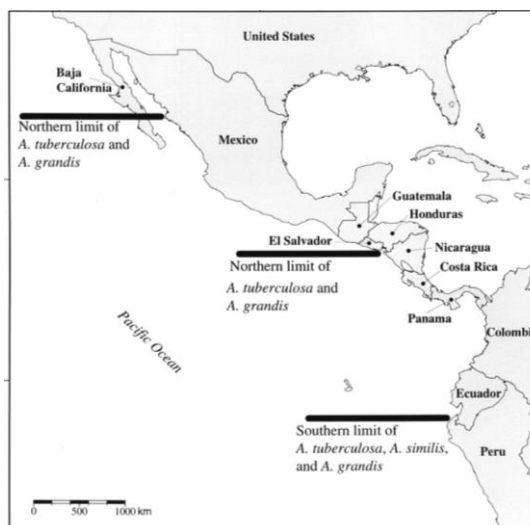 United States
Baja
California
Northern limit of
A. tuberculosa and
A. grandis
Mexico
Guatemala
Honduras
El Salvador
Nicaragua
Northern limit of
A. tuberculosa and
A. grandis
Costa Rica
Panama
Pacific Ocean
Colombi
Ecuador
Southern limit of
A. tuberculosa, A. similis,
and A. grandis
Peru
0 200 600 1000 km